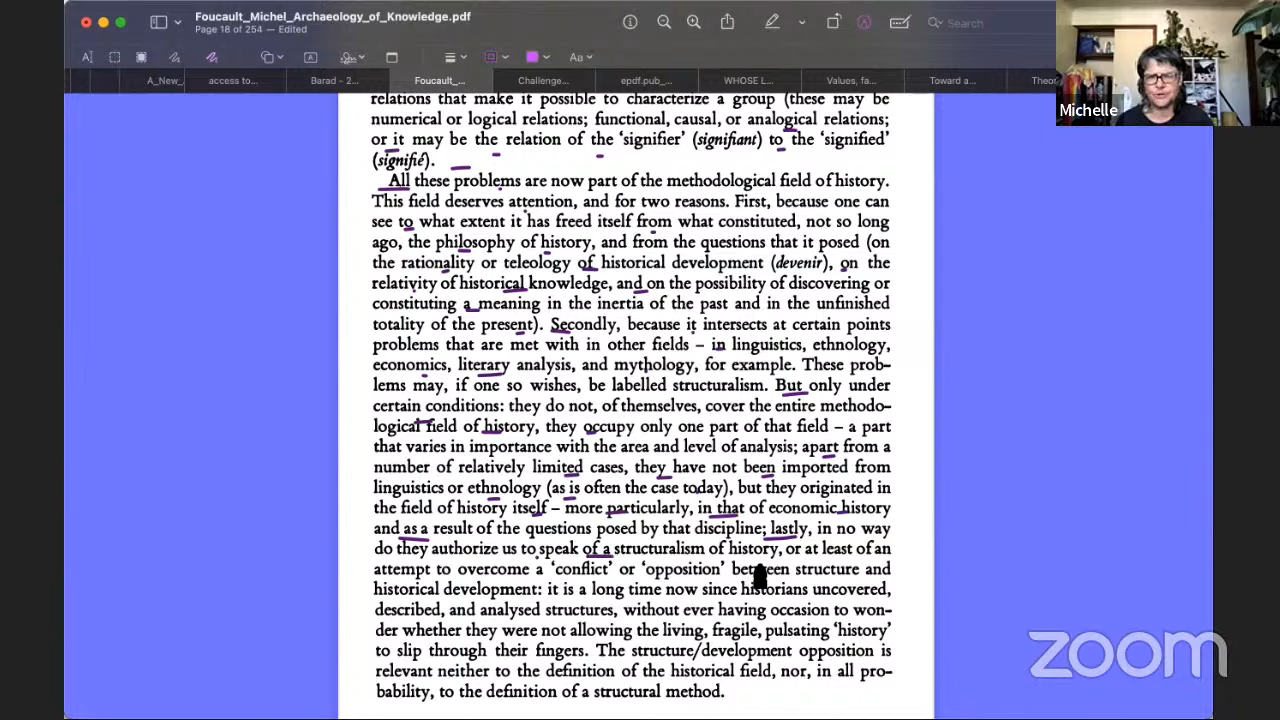 Foucault_Michel_Archaeology_of_Knowledge.pdf
Page 18 of 254 — Edited
Search
Aa
A_New_
access to...
Barad - 2...
Foucault_...
Challenge...
epdf.pub_...
WHOSE L...
Values, fa...
Toward a...
Theor
Michelle
relations that make it possible to characterize a group (these may be
numerical or logical relations; functional, causal, or analogical relations;
or it may be the relation of the ‘signifier’ (signifiant) to the ‘signified’
(signifié).
All these problems are now part of the methodological field of history.
This field deserves attention, and for two reasons. First, because one can
see to what extent it has freed itself from what constituted, not so long
ago, the philosophy of history, and from the questions that it posed (on
the rationality or teleology of historical development (devenir), on the
relativity of historical knowledge, and on the possibility of discovering or
constituting a meaning in the inertia of the past and in the unfinished
totality of the present). Secondly, because it intersects at certain points
problems that are met with in other fields – in linguistics, ethnology,
economics, literary analysis, and mythology, for example. These prob-
lems may, if one so wishes, be labelled structuralism. But only under
certain conditions: they do not, of themselves, cover the entire methodo-
logical field of history, they occupy only one part of that field – a part
that varies in importance with the area and level of analysis; apart from a
number of relatively limited cases, they have not been imported from
linguistics or ethnology (as is often the case today), but they originated in
the field of history itself – more particularly, in that of economic history
and as a result of the questions posed by that discipline; lastly, in no way
do they authorize us to speak of a structuralism of history, or at least of an
attempt to overcome a ‘conflict’ or ‘opposition’ between structure and
historical development: it is a long time now since historians uncovered,
described, and analysed structures, without ever having occasion to won-
der whether they were not allowing the living, fragile, pulsating ‘history’
to slip through their fingers. The structure/development opposition is
relevant neither to the definition of the historical field, nor, in all pro-
bability, to the definition of a structural method.
zoom